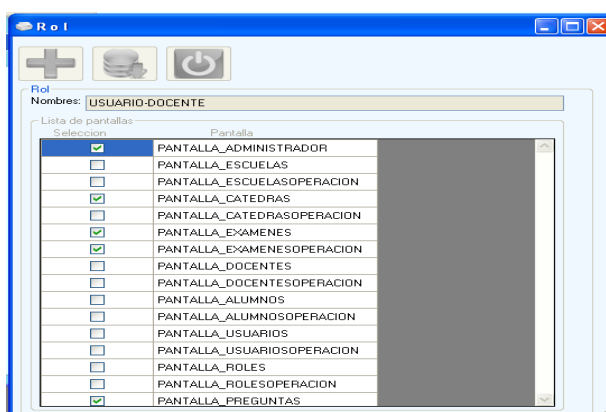 Rol
Rol
Nombres: USUARIO-DOCENTE
Lista de pantallas
Seleccion Pantalla
PANTALLA_ADMINISTRADOR
PANTALLA_ESCUELAS
PANTALLA_ESCUELASOPERACION
PANTALLA_CATEDRAS
PANTALLA_CATEDRASOPERACION
PANTALLA_EXAMENES
PANTALLA_EXAMENESOPERACION
PANTALLA_DOCENTES
PANTALLA_DOCENTESOPERACION
PANTALLA_ALUMNOS
PANTALLA_ALUMNOSOPERACION
PANTALLA_USUARIOS
PANTALLA_USUARIOSOPERACION
PANTALLA_ROLES
PANTALLA_ROLESOPERACION
PANTALLA_PREGUNTAS